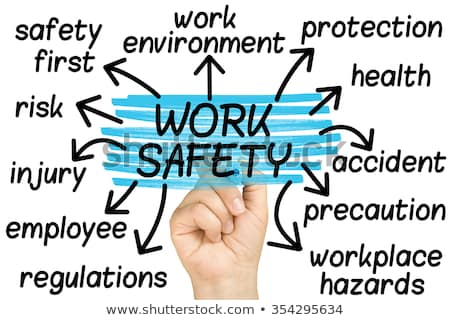 safety
first
work
environment
protection
health
risk
WORK
SAFETY
injury
accident
employee
precaution
regulations
workplace
hazards
shutterstock
www.shutterstock.com · 354295634